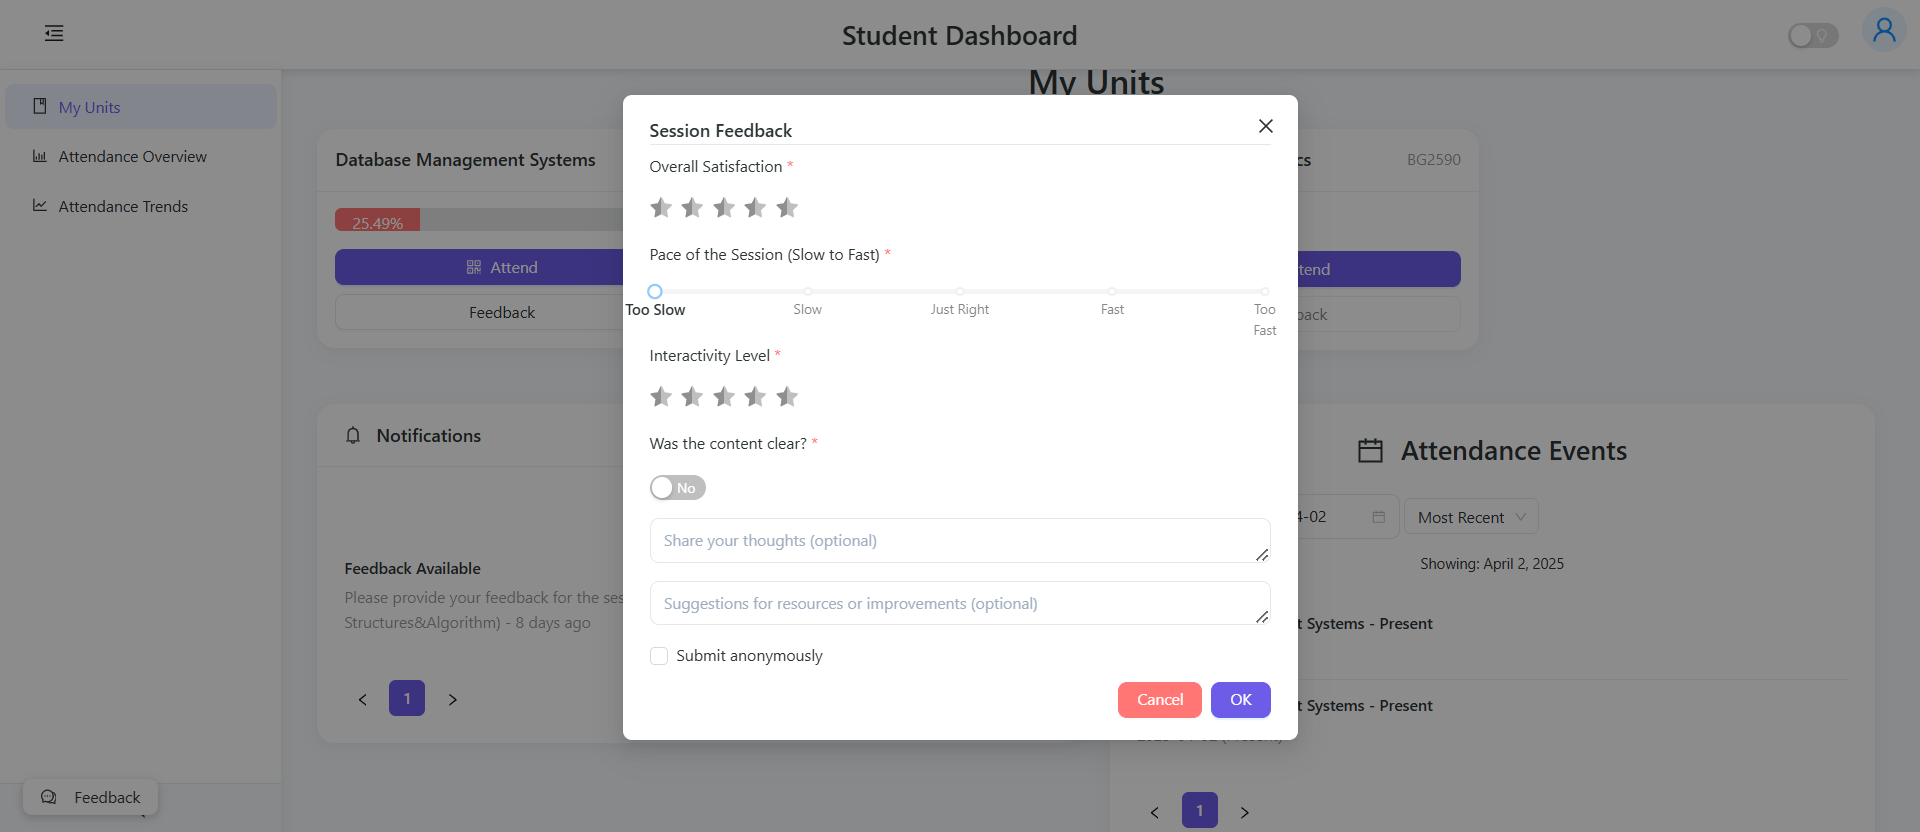 Student Dashboard
My Units
Attendance Overview
Attendance Trends
Feedback
My Units
Database Management Systems
25.49%
Attend
Feedback
BG2590
Notifications
Feedback Available
Please provide your feedback for the
Structures&Algorithm) - 8 days ago
1
Session Feedback
Overall Satisfaction *
Pace of the Session (Slow to Fast) *
Too Slow
Slow
Just Right
Fast
Too
Fast
Interactivity Level *
Was the content clear? *
No
Share your thoughts (optional)
Suggestions for resources or improvements (optional)
Submit anonymously
Cancel
OK
Attendance Events
-02
Most Recent
Showing: April 2, 2025
Systems - Present
Systems - Present
1